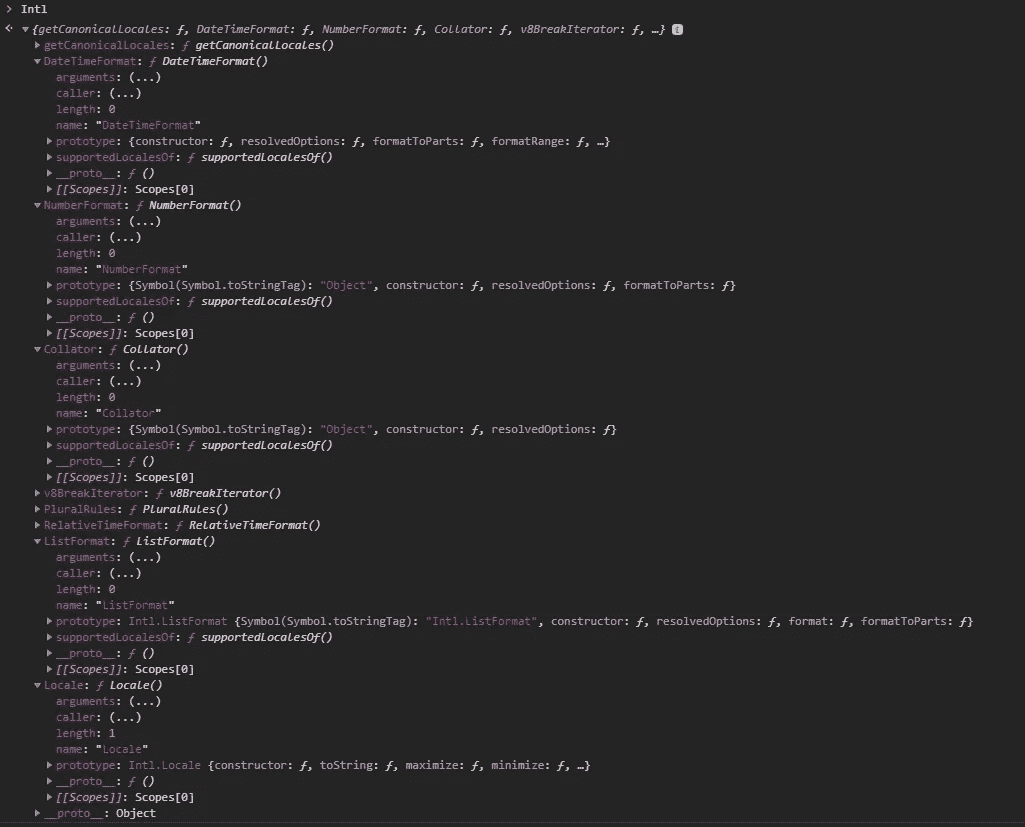 > Intl
{getCanonicalLocales: ƒ, DateTimeFormat: ƒ, NumberFormat: ƒ, Collator: ƒ, v8BreakIterator: ƒ, …} i
getCanonicalLocales: ƒ getCanonicalLocales()
DateTimeFormat: ƒ DateTimeFormat()
arguments: (...)
caller: (...)
length: 0
name: "DateTimeFormat"
prototype: {constructor: ƒ, resolvedOptions: ƒ, formatToParts: ƒ, formatRange: ƒ, …}
supportedLocalesOf: ƒ supportedLocalesOf()
__proto__: ƒ ()
[[Scopes]]: Scopes[0]
NumberFormat: ƒ NumberFormat()
arguments: (...)
caller: (...)
length: 0
name: "NumberFormat"
prototype: {Symbol(Symbol.toStringTag): "Object", constructor: ƒ, resolvedOptions: ƒ, formatToParts: ƒ}
supportedLocalesOf: ƒ supportedLocalesOf()
__proto__: ƒ ()
[[Scopes]]: Scopes[0]
Collator: ƒ Collator()
arguments: (...)
caller: (...)
length: 0
name: "Collator"
prototype: {Symbol(Symbol.toStringTag): "Object", constructor: ƒ, resolvedOptions: ƒ}
supportedLocalesOf: ƒ supportedLocalesOf()
__proto__: ƒ ()
[[Scopes]]: Scopes[0]
v8BreakIterator: ƒ v8BreakIterator()
PluralRules: ƒ PluralRules()
RelativeTimeFormat: ƒ RelativeTimeFormat()
ListFormat: ƒ ListFormat()
arguments: (...)
caller: (...)
length: 0
name: "ListFormat"
prototype: Intl.ListFormat {Symbol(Symbol.toStringTag): "Intl.ListFormat", constructor: ƒ, resolvedOptions: ƒ, format: ƒ, formatToParts: ƒ}
supportedLocalesOf: ƒ supportedLocalesOf()
__proto__: ƒ ()
[[Scopes]]: Scopes[0]
Locale: ƒ Locale()
arguments: (...)
caller: (...)
length: 1
name: "Locale"
prototype: Intl.Locale {constructor: ƒ, toString: ƒ, maximize: ƒ, minimize: ƒ, …}
__proto__: ƒ ()
[[Scopes]]: Scopes[0]
__proto__: Object